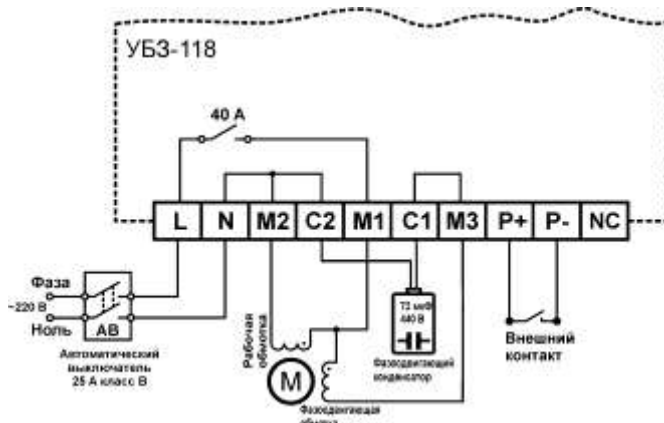 УБЗ-118
40 А
L N M2 C2 M1 C1 M3 P+ P- NC
Фаза
~220 В
Ноль
АВ
Автоматический
выключатель
25 А класс В
Рабочая
обмотка
М
72 мкФ
440 В
Фазосдвигающий
конденсатор
Фазосдвигающая
обмотка
Внешний
контакт